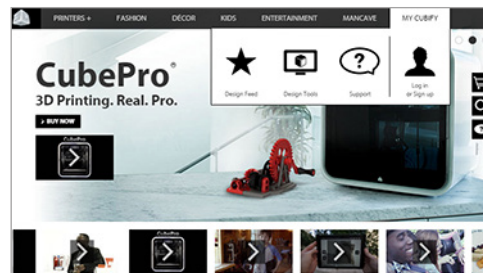 PRINTERS +
FASHION
DÉCOR
KIDS
ENTERTAINMENT
MANCAVE
MY CUBIFY
Design Feed
Design Tools
Support
Log in
or Sign up
CubePro®
3D Printing. Real. Pro.
› BUY NOW
CubePro
CubePro